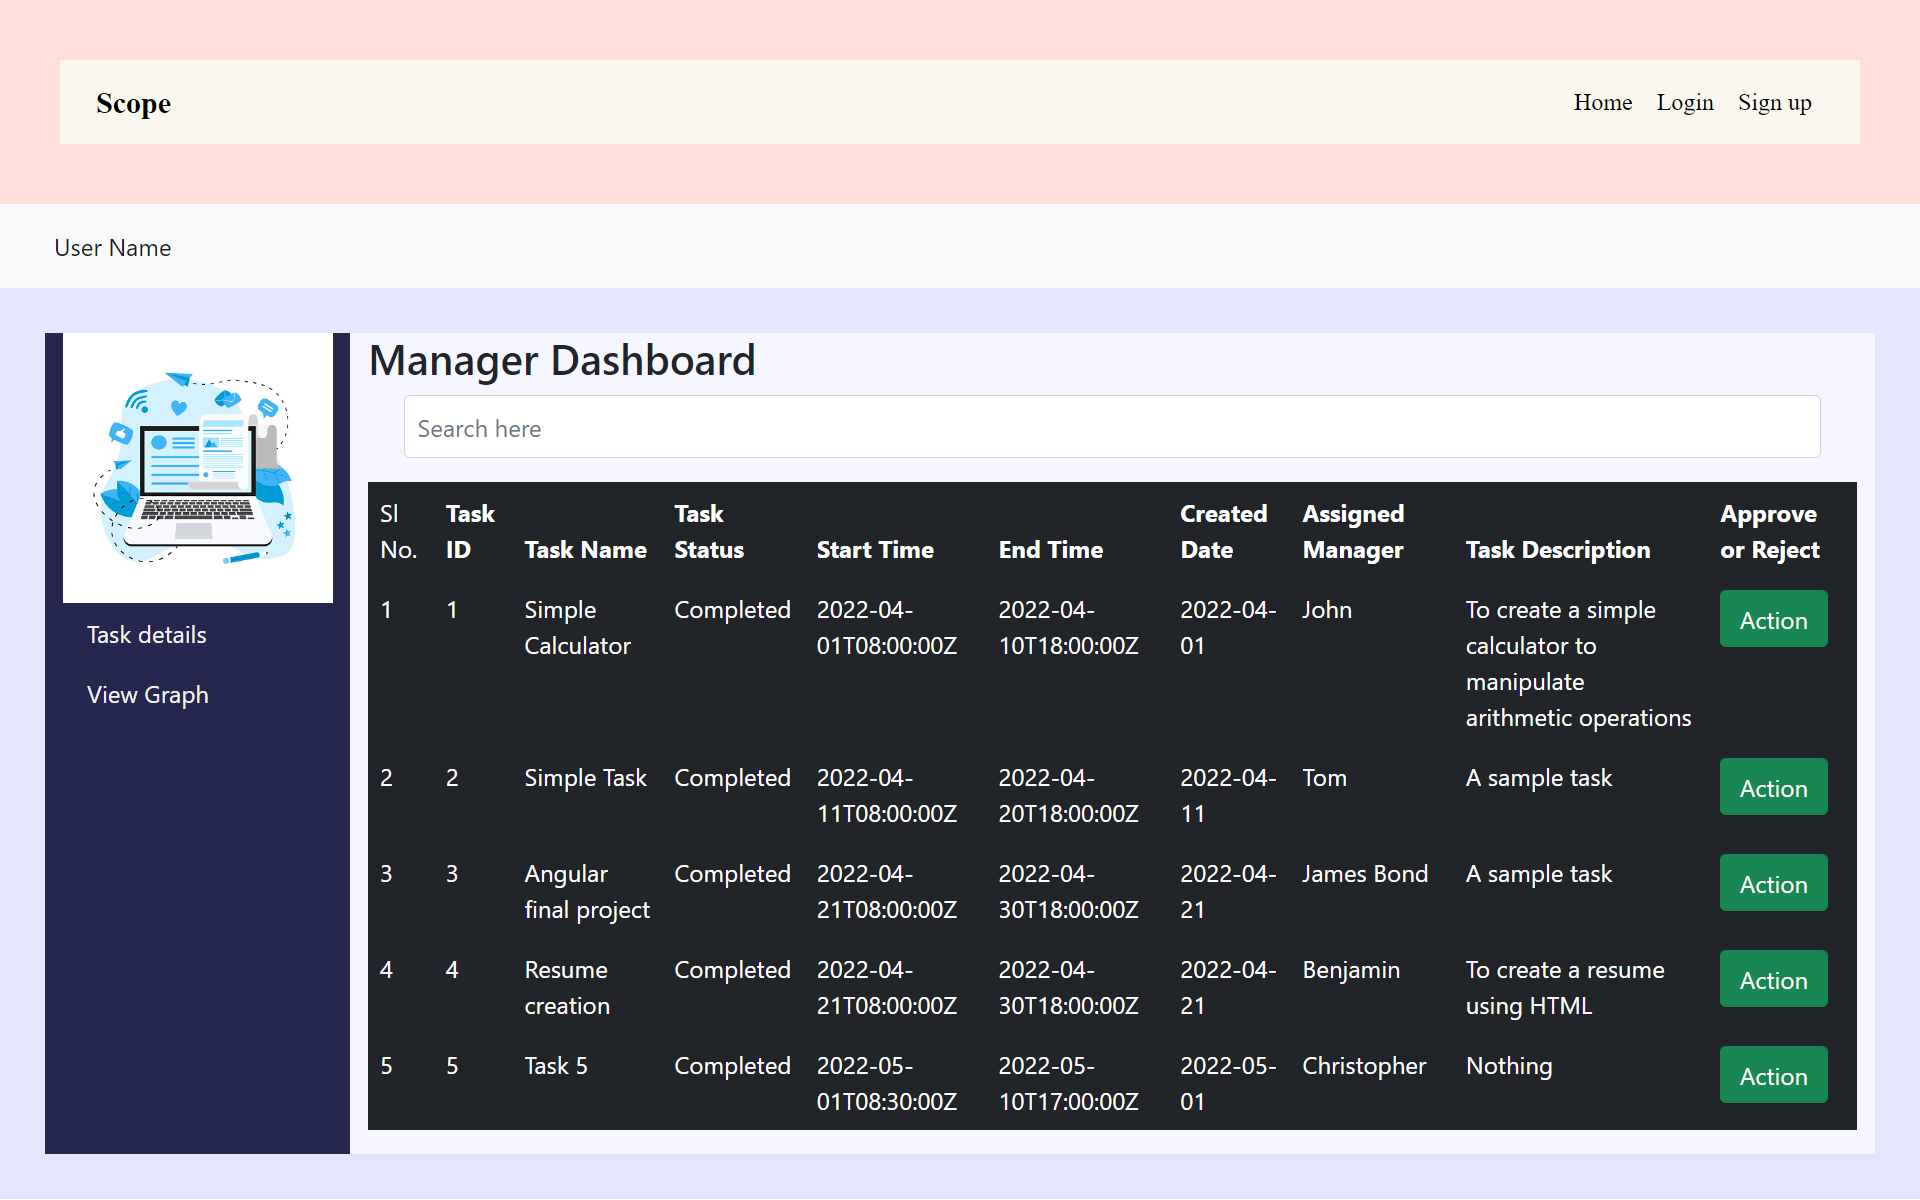 Scope
Home Login Sign up
User Name
Task details
View Graph
Manager Dashboard
Search here
Sl No. Task ID Task Name Task Status Start Time End Time Created Date Assigned Manager Task Description Approve or Reject
1 1 Simple Calculator Completed 2022-04-01T08:00:00Z 2022-04-10T18:00:00Z 2022-04-01 John To create a simple calculator to manipulate arithmetic operations Action
2 2 Simple Task Completed 2022-04-11T08:00:00Z 2022-04-20T18:00:00Z 2022-04-11 Tom A sample task Action
3 3 Angular final project Completed 2022-04-21T08:00:00Z 2022-04-30T18:00:00Z 2022-04-21 James Bond A sample task Action
4 4 Resume creation Completed 2022-04-21T08:00:00Z 2022-04-30T18:00:00Z 2022-04-21 Benjamin To create a resume using HTML Action
5 5 Task 5 Completed 2022-05-01T08:30:00Z 2022-05-10T17:00:00Z 2022-05-01 Christopher Nothing Action